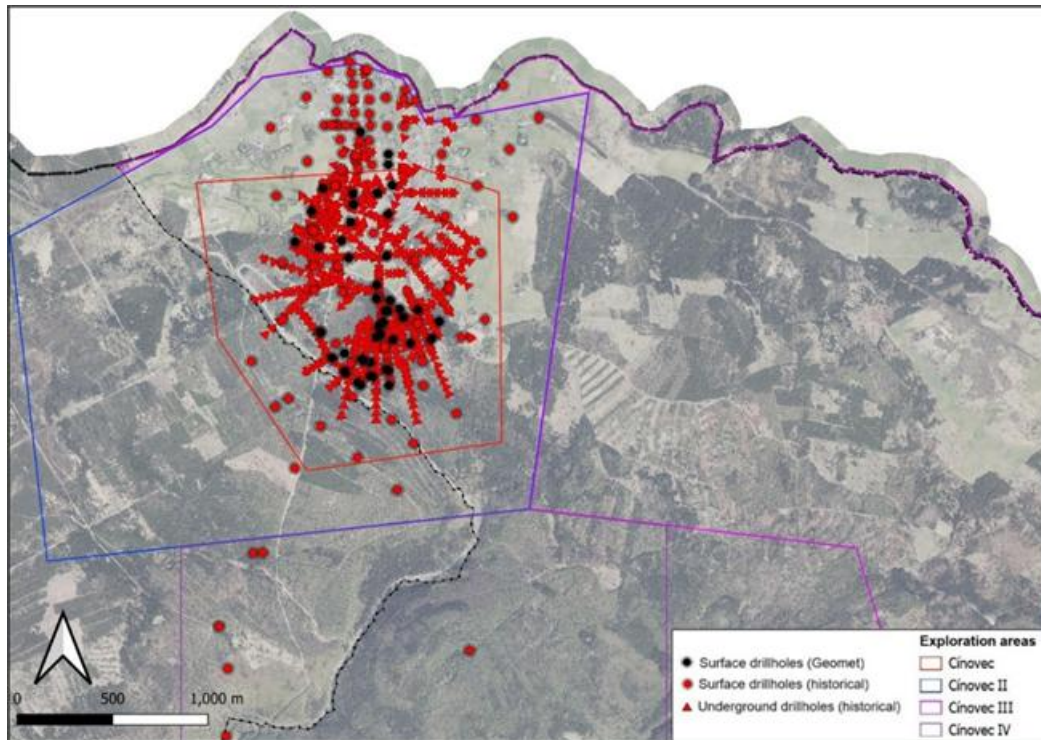 0 500 1,000 m
Surface drillholes (Geomet)
Surface drillholes (historical)
Underground drillholes (historical)
Exploration areas
Cínovec
Cínovec II
Cínovec III
Cínovec IV